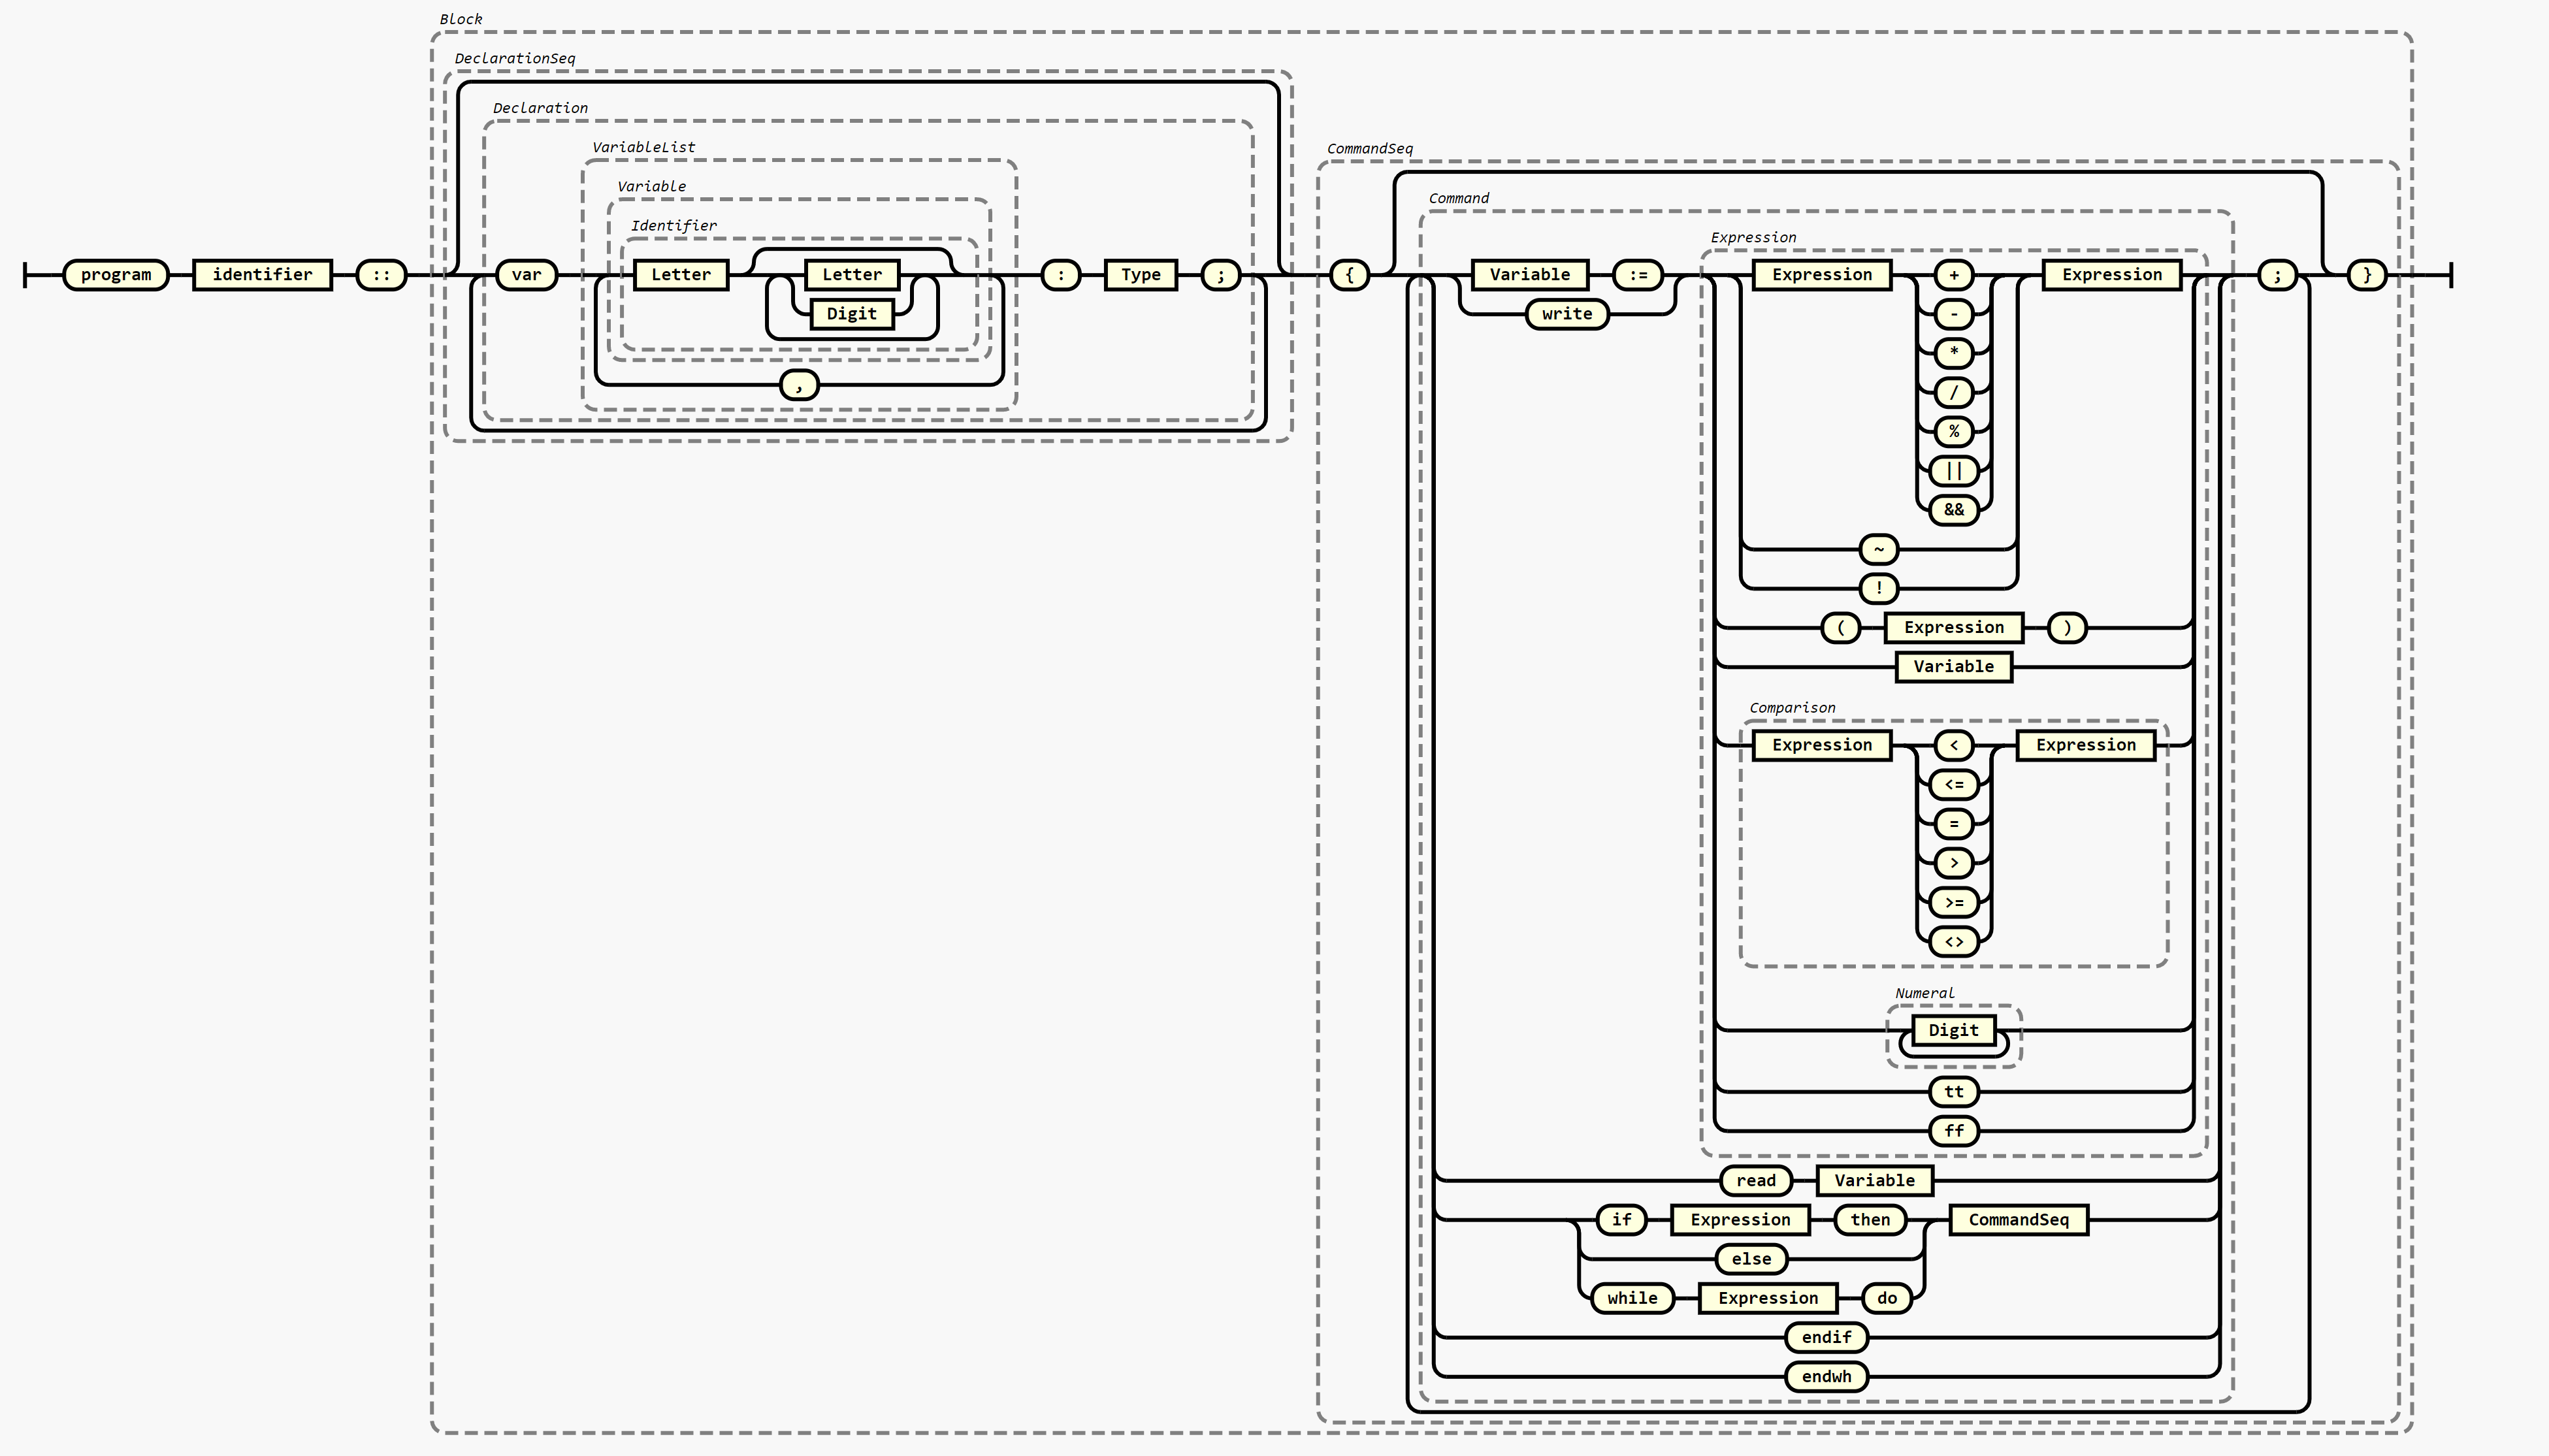 Block
DeclarationSeq
Declaration
VariableList
CommandSeq
Variable
Command
Identifier
Expression
program identifier :: var Letter Letter : Type ; { Variable := Expression + Expression ; }
Digit write -
*
, /
%
||
&&
~
!
( Expression )
Variable
Comparison
Expression < Expression
<=
=
>
>=
<>
Numeral
Digit
tt
ff
read Variable
if Expression then CommandSeq
else
while Expression do
endif
endwh